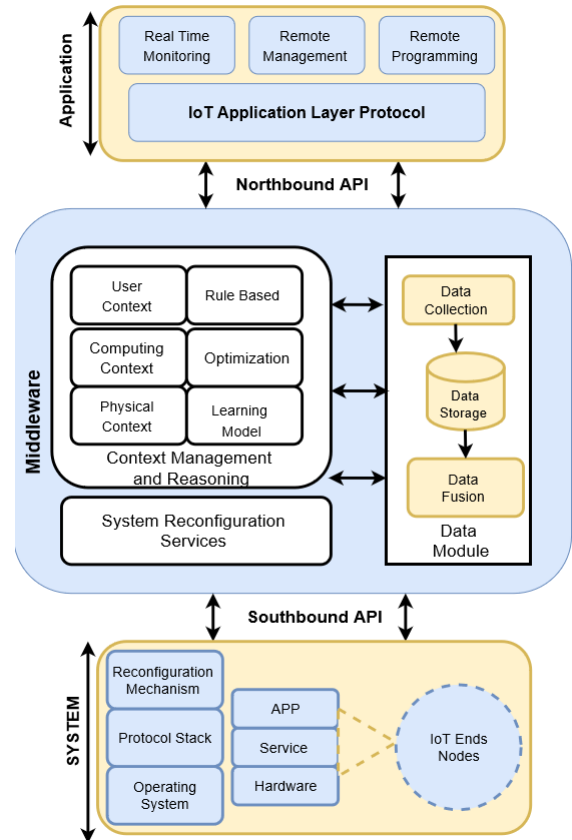 Application
Real Time
Monitoring
Remote
Management
Remote
Programming
IoT Application Layer Protocol
Northbound API
Middleware
User
Context
Rule Based
Computing
Context
Optimization
Physical
Context
Learning
Model
Context Management
and Reasoning
System Reconfiguration
Services
Data
Collection
Data
Storage
Data
Fusion
Data
Module
Southbound API
SYSTEM
Reconfiguration
Mechanism
Protocol Stack
Operating
System
APP
Service
Hardware
IoT Ends
Nodes